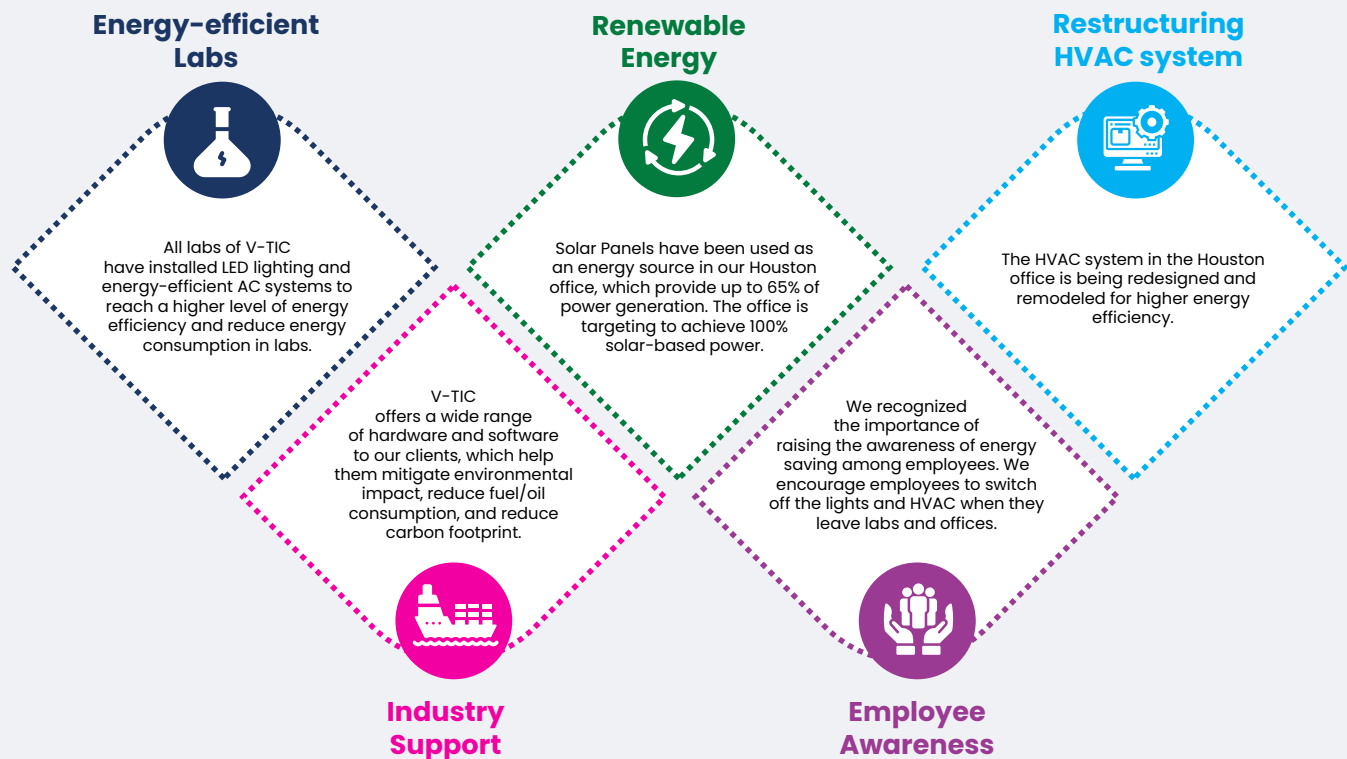 Energy-efficient
Labs
All labs of V-TIC
have installed LED lighting and
energy-efficient AC systems to
reach a higher level of energy
efficiency and reduce energy
consumption in labs.
V-TIC
offers a wide range
of hardware and software
to our clients, which help
them mitigate environmental
impact, reduce fuel/oil
consumption, and reduce
carbon footprint.
Industry
Support
Renewable
Energy
Solar Panels have been used as
an energy source in our Houston
office, which provide up to 65% of
power generation. The office is
targeting to achieve 100%
solar-based power.
We recognized
the importance of
raising the awareness of energy
saving among employees. We
encourage employees to switch
off the lights and HVAC when they
leave labs and offices.
Employee
Awareness
Restructuring
HVAC system
The HVAC system in the Houston
office is being redesigned and
remodeled for higher energy
efficiency.